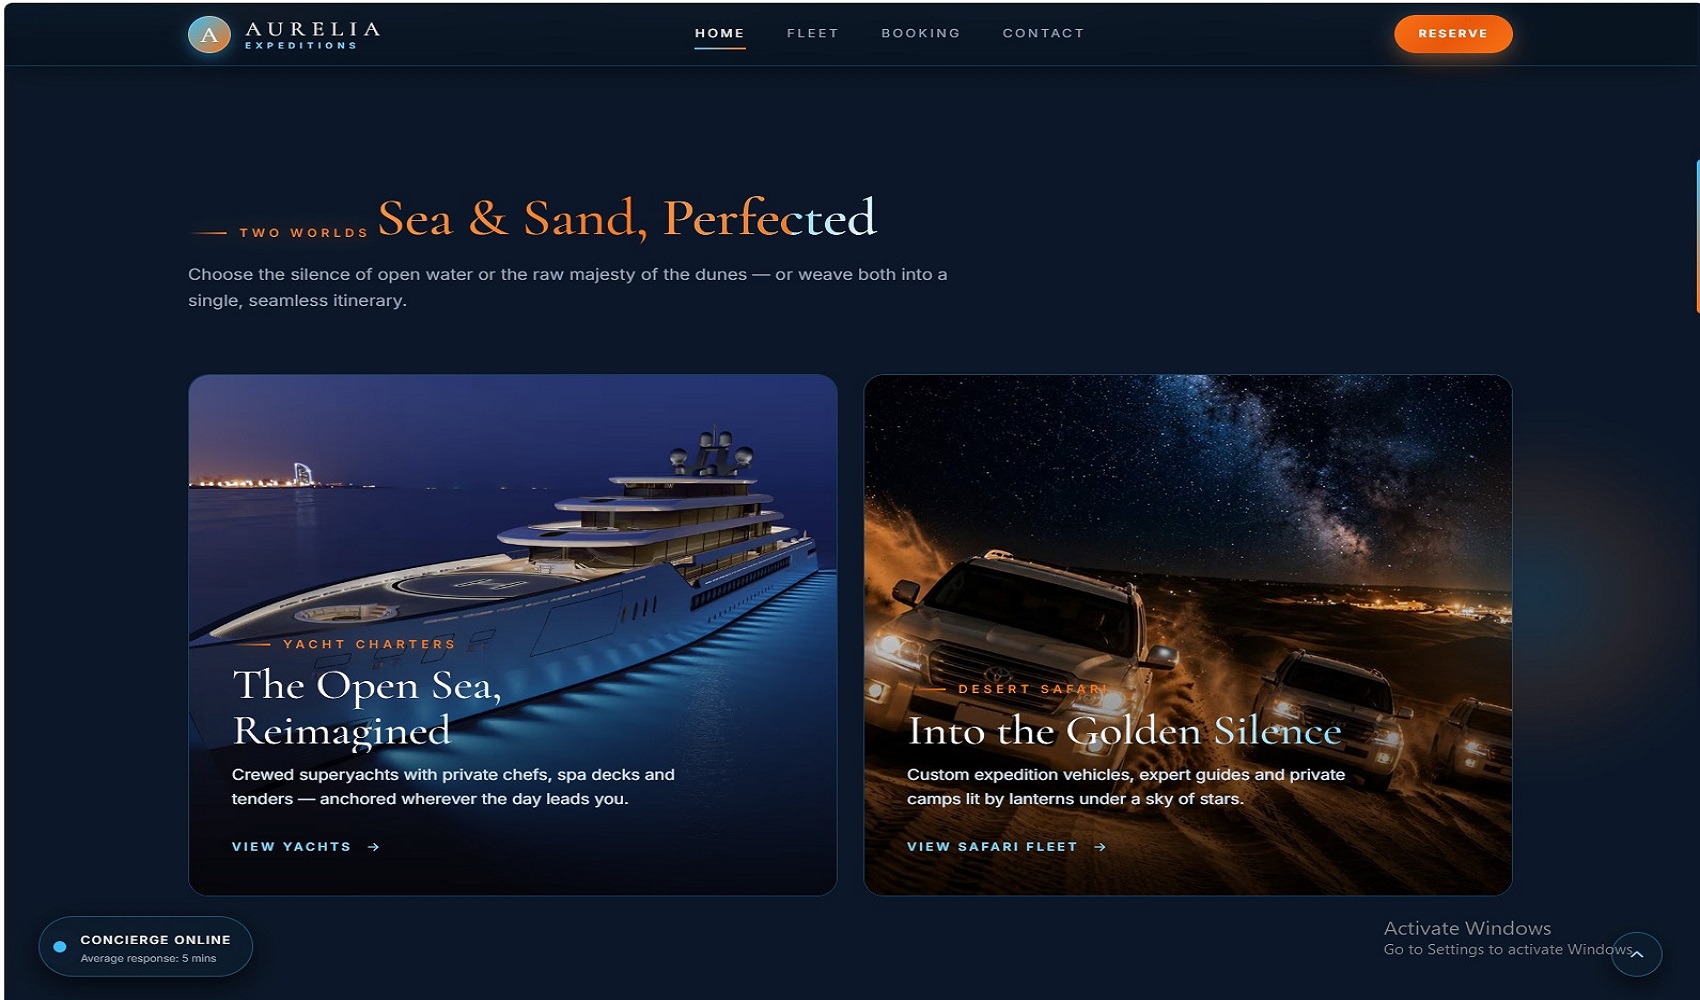 A
AURELIA
EXPEDITIONS
HOME
FLEET
BOOKING
CONTACT
RESERVE
TWO WORLDS
Sea & Sand, Perfected
Choose the silence of open water or the raw majesty of the dunes — or weave both into a
single, seamless itinerary.
H
YACHT CHARTERS
The Open Sea,
Reimagined
Crewed superyachts with private chefs, spa decks and
tenders — anchored wherever the day leads you.
VIEW YACHTS →
DESERT SAFARI
Into the Golden Silence
Custom expedition vehicles, expert guides and private
camps lit by lanterns under a sky of stars.
VIEW SAFARI FLEET →
CONCIERGE ONLINE
Average response: 5 mins
Activate Windows
Go to Settings to activate Windows.